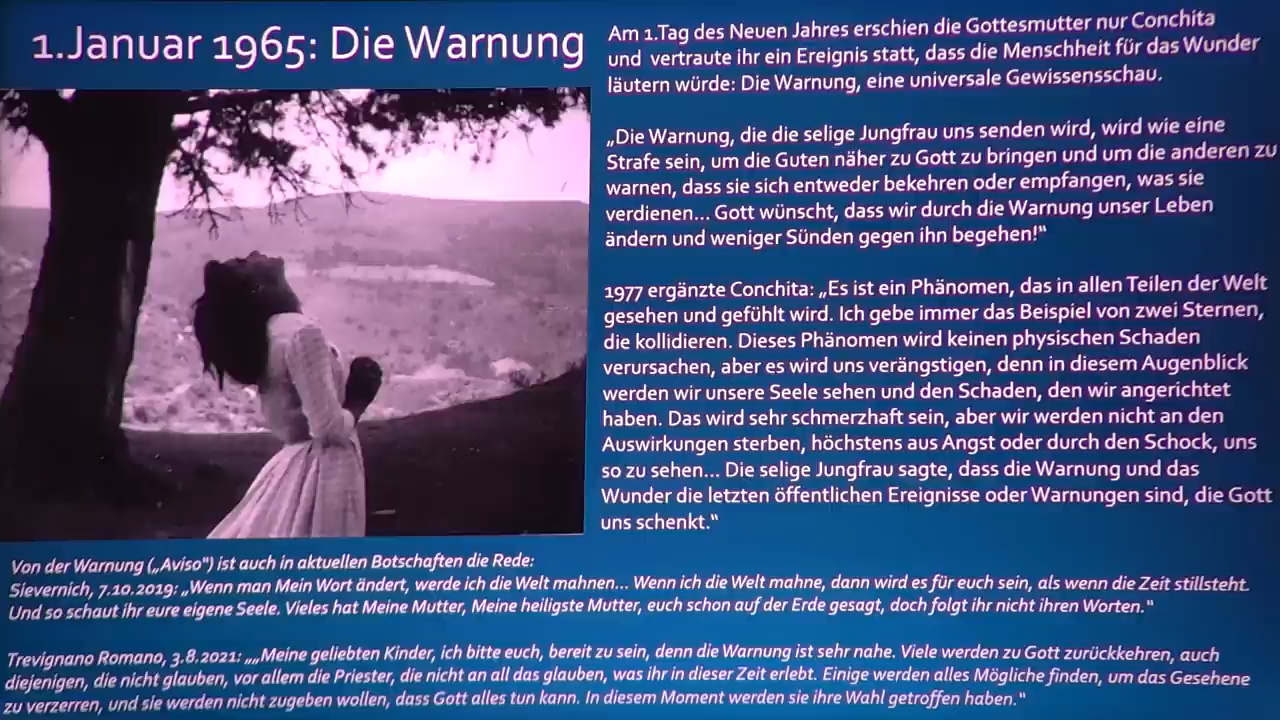 1.Januar 1965: Die Warnung
Am 1.Tag des Neuen Jahres erschien die Gottesmutter nur Conchita
und vertraute ihr ein Ereignis statt, dass die Menschheit für das Wunder
läutern würde: Die Warnung, eine universale Gewissensschau.
„Die Warnung, die die selige Jungfrau uns senden wird, wird wie eine
Strafe sein, um die Guten näher zu Gott zu bringen und um die anderen zu
warnen, dass sie sich entweder bekehren oder empfangen, was sie
verdienen... Gott wünscht, dass wir durch die Warnung unser Leben
ändern und weniger Sünden gegen ihn begehen!“
1977 ergänzte Conchita: „Es ist ein Phänomen, das in allen Teilen der Welt
gesehen und gefühlt wird. Ich gebe immer das Beispiel von zwei Sternen,
die kollidieren. Dieses Phänomen wird keinen physischen Schaden
verursachen, aber es wird uns verängstigen, denn in diesem Augenblick
werden wir unsere Seele sehen und den Schaden, den wir angerichtet
haben. Das wird sehr schmerzhaft sein, aber wir werden nicht an den
Auswirkungen sterben, höchstens aus Angst oder durch den Schock, uns
so zu sehen... Die selige Jungfrau sagte, dass die Warnung und das
Wunder die letzten öffentlichen Ereignisse oder Warnungen sind, die Gott
uns schenkt.“
Von der Warnung („Aviso“) ist auch in aktuellen Botschaften die Rede:
Sievernich, 7.10.2019: „Wenn man Mein Wort ändert, werde ich die Welt mahnen... Wenn ich die Welt mahne, dann wird es für euch sein, als wenn die Zeit stillsteht.
Und so schaut ihr eure eigene Seele. Vieles hat Meine Mutter, Meine heiligste Mutter, euch schon auf der Erde gesagt, doch folgt ihr nicht ihren Worten.“
Trevignano Romano, 3.8.2021: „„Meine geliebten Kinder, ich bitte euch, bereit zu sein, denn die Warnung ist sehr nahe. Viele werden zu Gott zurückkehren, auch
diejenigen, die nicht glauben, vor allem die Priester, die nicht an all das glauben, was ihr in dieser Zeit erlebt. Einige werden alles Mögliche finden, um das Gesehene
zu verzerren, und sie werden nicht zugeben wollen, dass Gott alles tun kann. In diesem Moment werden sie ihre Wahl getroffen haben.“